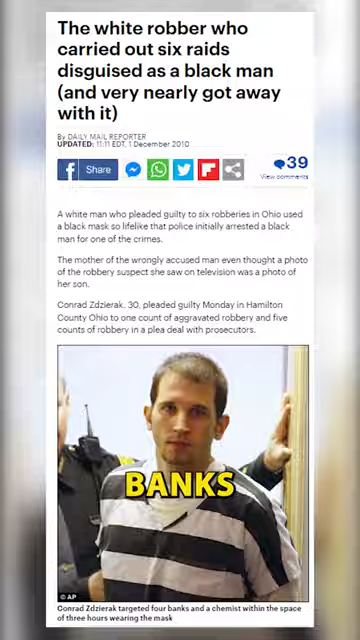 The white robber who
carried out six raids
disguised as a black man
(and very nearly got away
with it)
By DAILY MAIL REPORTER
UPDATED: 11:11 EDT, 1 December 2010
Share
39
View comments
A white man who pleaded guilty to six robberies in Ohio used
a black mask so lifelike that police initially arrested a black
man for one of the crimes.
The mother of the wrongly accused man even thought a photo
of the robbery suspect she saw on television was a photo of
her son.
Conrad Zdzierak, 30, pleaded guilty Monday in Hamilton
County Ohio to one count of aggravated robbery and five
counts of robbery in a plea deal with prosecutors.
BANKS
© AP
Conrad Zdzierak targeted four banks and a chemist within the space
of three hours wearing the mask